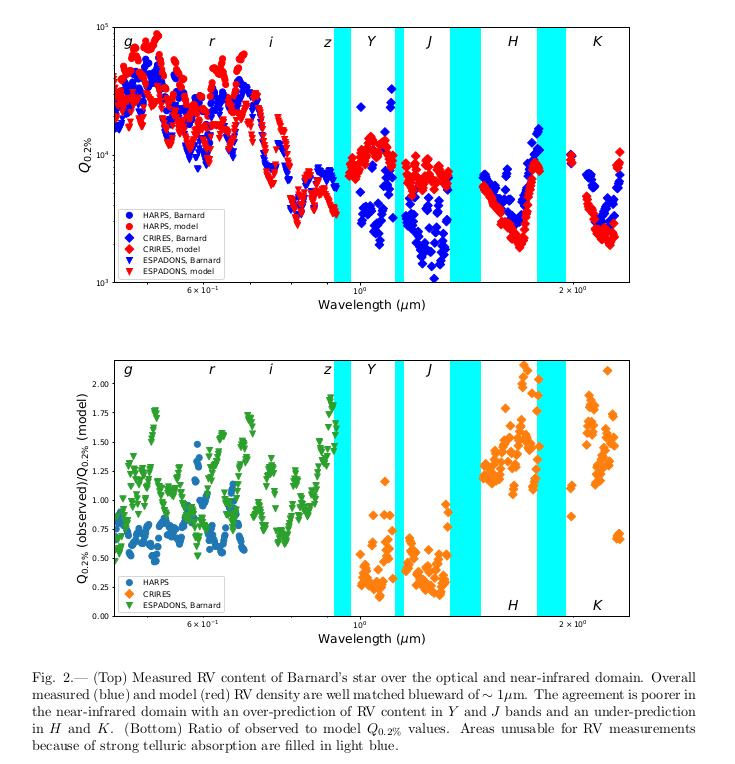 10⁵
g r i z Y J H K
Q0.2%
10⁴
HARPS, Barnard
HARPS, model
CRIRES, Barnard
CRIRES, model
ESPADONS, Barnard
ESPADONS, model
10³
6 × 10⁻¹ 10⁰ 2 × 10⁰
Wavelength (μm)
g r i z Y J
2.00
1.75
1.50
1.25
1.00
0.75
0.50
0.25
0.00
Q0.2% (observed)/Q0.2% (model)
HARPS
CRIRES
ESPADONS, Barnard
H K
6 × 10⁻¹ 10⁰ 2 × 10⁰
Wavelength (μm)
Fig. 2.— (Top) Measured RV content of Barnard's star over the optical and near-infrared domain. Overall
measured (blue) and model (red) RV density are well matched blueward of ∼ 1μm. The agreement is poorer in
the near-infrared domain with an over-prediction of RV content in Y and J bands and an under-prediction
in H and K. (Bottom) Ratio of observed to model Q0.2% values. Areas unusable for RV measurements
because of strong telluric absorption are filled in light blue.